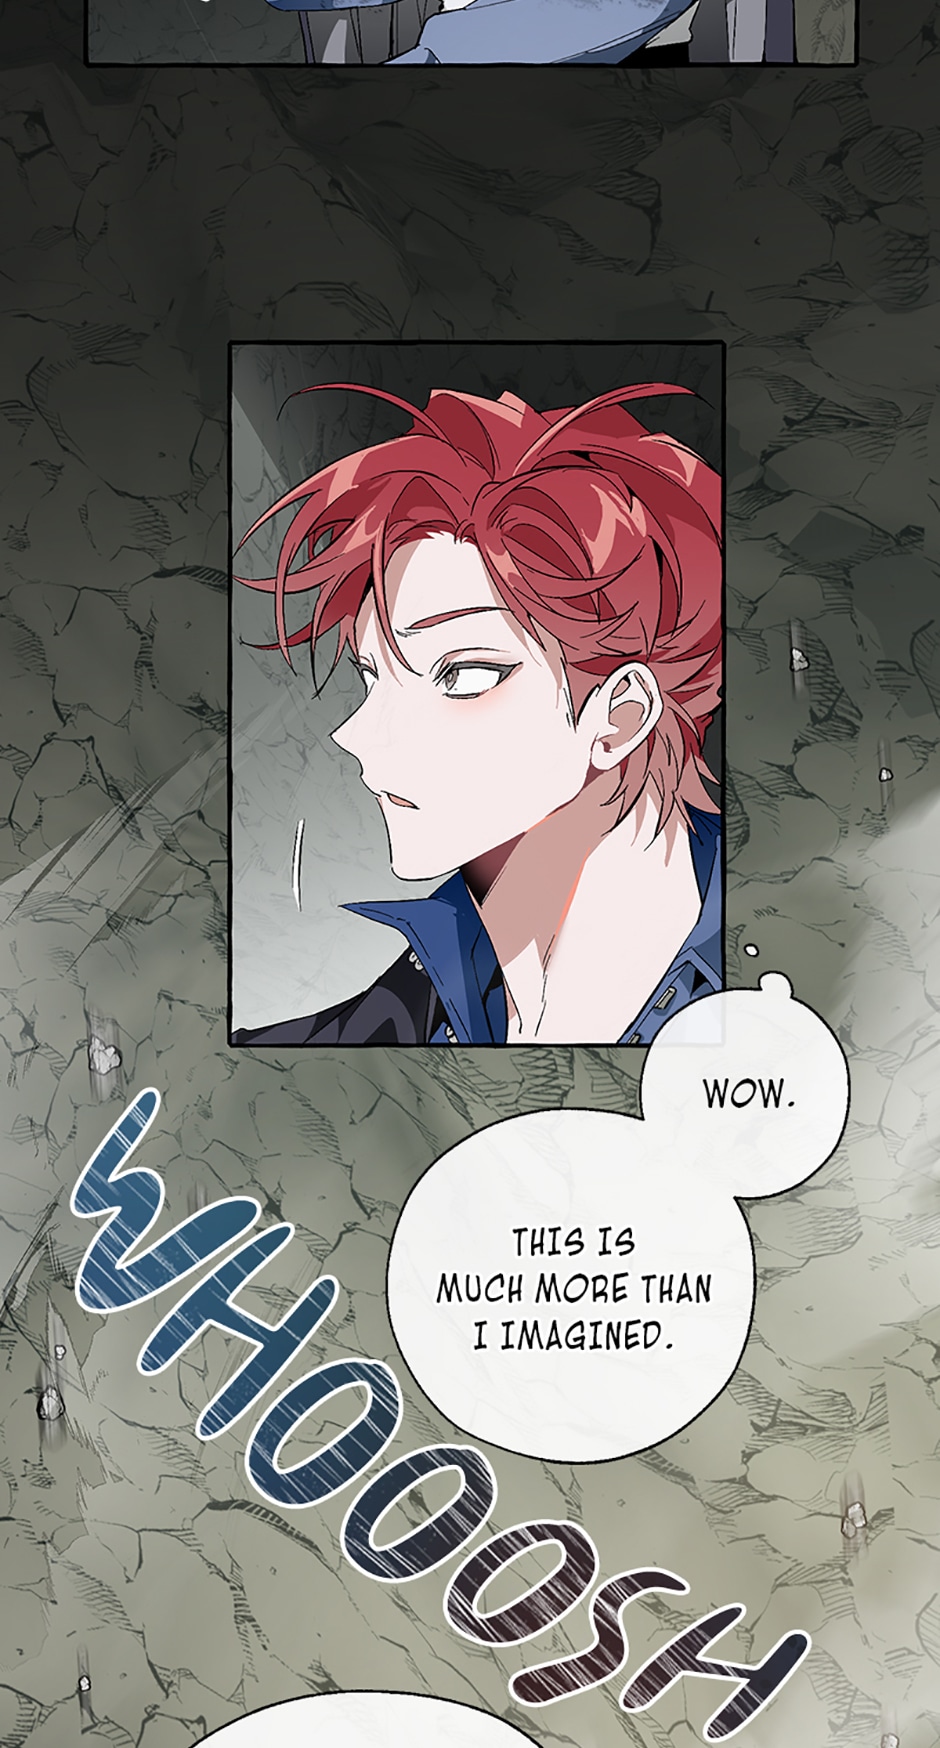 WOW.
THIS IS
MUCH MORE THAN
I IMAGINED.
WHOOOSH